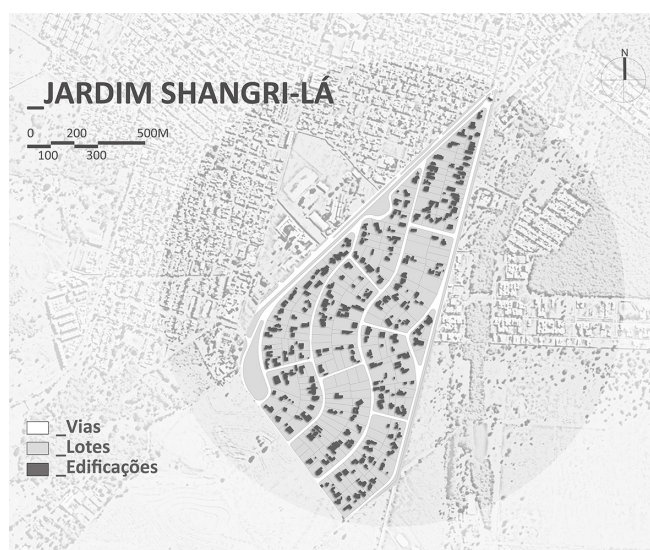 N
_JARDIM SHANGRI-LÁ
0 200 500M
100 300
_Vias
_Lotes
_Edificações